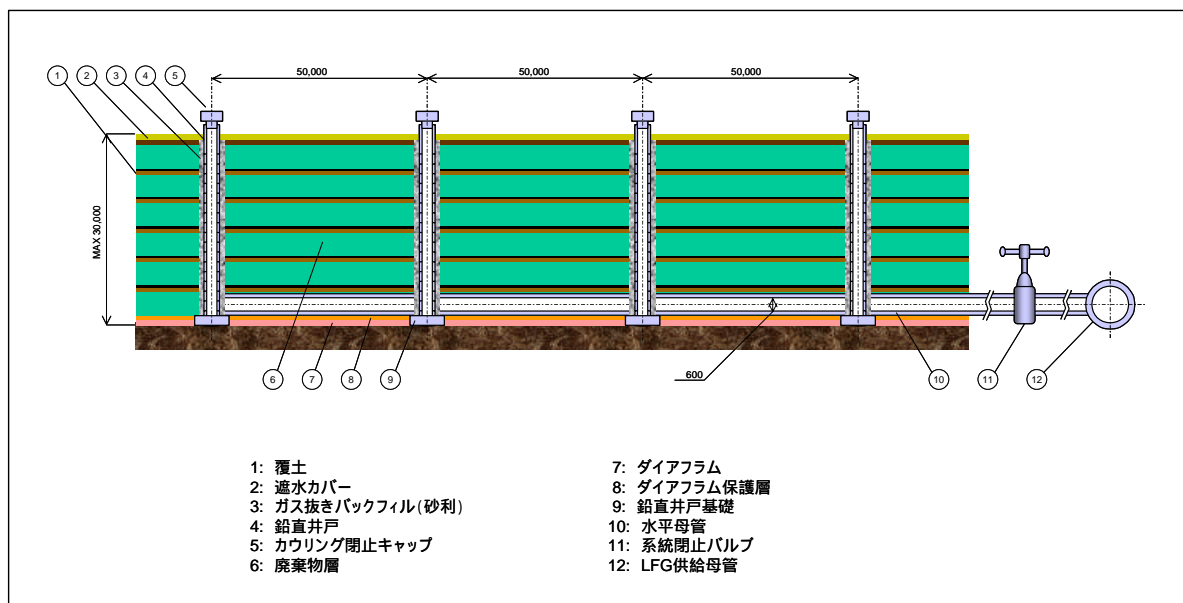 50,000
50,000
50,000
1
2
3
4
5
MAX 30,000
600
6
7
8
9
10
11
12
1: 覆土
2: 遮水カバー
3: ガス抜きバックフィル(砂利)
4: 鉛直井戸
5: カウリング閉止キャップ
6: 廃棄物層
7: ダイアフラム
8: ダイアフラム保護層
9: 鉛直井戸基礎
10: 水平母管
11: 系統閉止バルブ
12: LFG供給母管